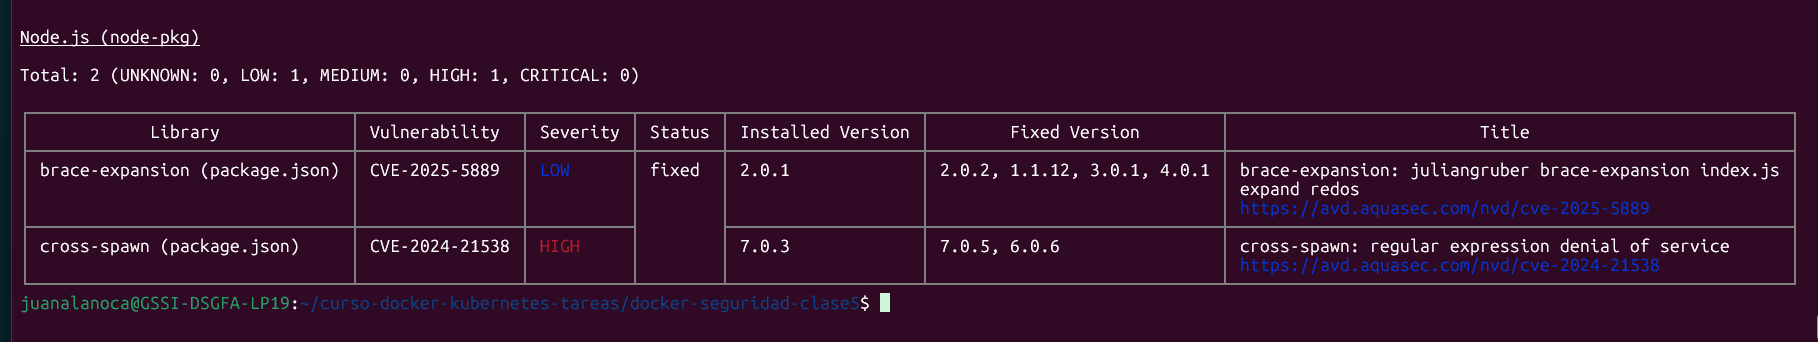 Node.js (node-pkg)
Total: 2 (UNKNOWN: 0, LOW: 1, MEDIUM: 0, HIGH: 1, CRITICAL: 0)
Library Vulnerability Severity Status Installed Version Fixed Version Title
brace-expansion (package.json) CVE-2025-5889 LOW fixed 2.0.1 2.0.2, 1.1.12, 3.0.1, 4.0.1 brace-expansion: juliangruber brace-expansion index.js
expand redos
https://avd.aquasec.com/nvd/cve-2025-5889
cross-spawn (package.json) CVE-2024-21538 HIGH 7.0.3 7.0.5, 6.0.6 cross-spawn: regular expression denial of service
https://avd.aquasec.com/nvd/cve-2024-21538
juanalanoca@GSSI-DSGFA-LP19:~/curso-docker-kubernetes-tareas/docker-seguridad-clase5$